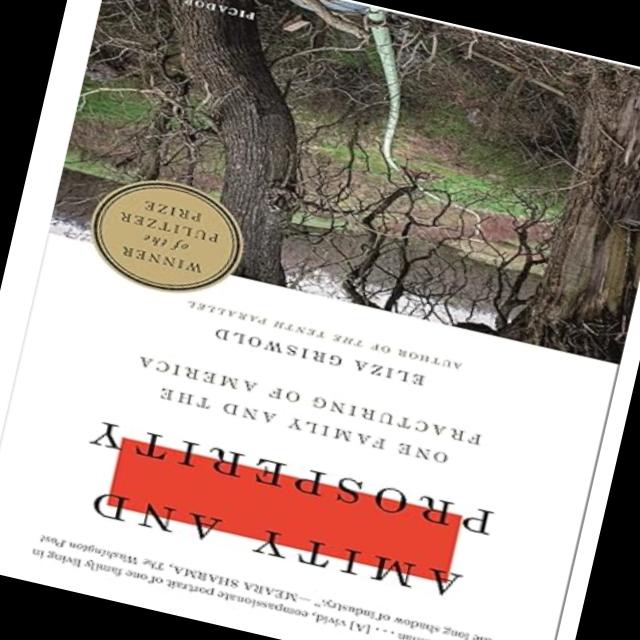 [A] vivid, compassionate portrait of one family living in
the long shadow of industry." —MEARA SHARMA, The Washington Post
AMITY AND
PROSPERITY
ONE FAMILY AND THE
FRACTURING OF AMERICA
ELIZA GRISWOLD
AUTHOR OF THE TENTH PARALLEL
WINNER
of the
PULITZER
PRIZE
PICADOR